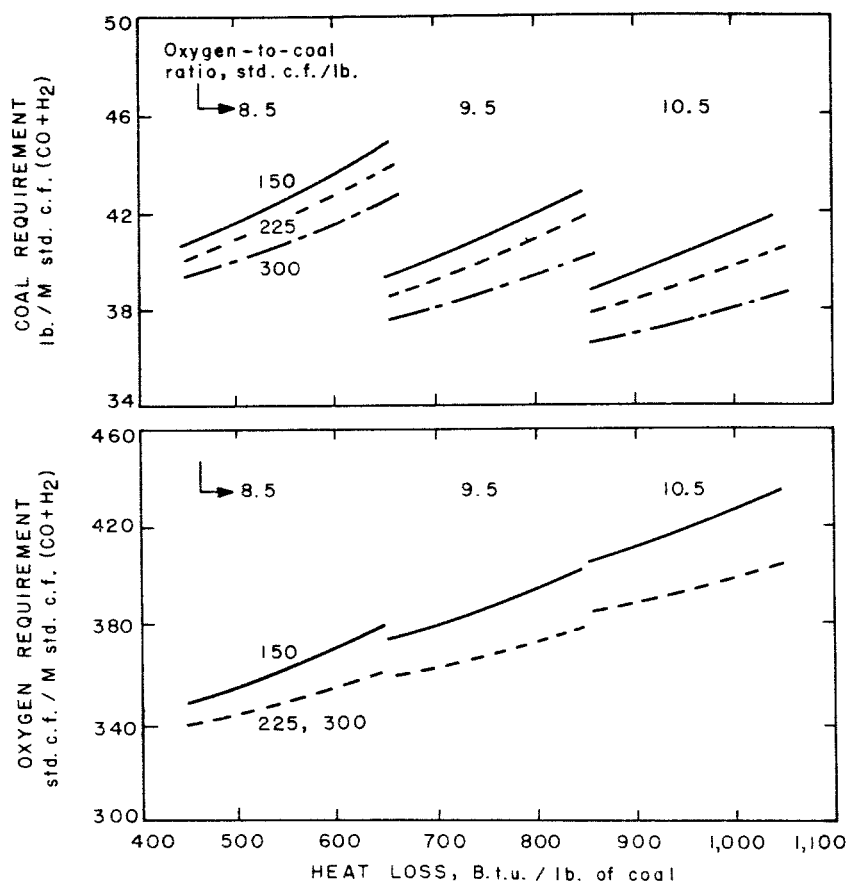 50
46
42
38
34
COAL REQUIREMENT
lb./M std. c.f. (CO+H2)
Oxygen-to-coal
ratio, std. c.f./lb.
8.5
9.5
10.5
150
225
300
460
420
380
340
300
OXYGEN REQUIREMENT
std. c.f./M std. c.f. (CO+H2)
8.5
9.5
10.5
150
225, 300
400 500 600 700 800 900 1,000 1,100
HEAT LOSS, B.t.u./lb. of coal